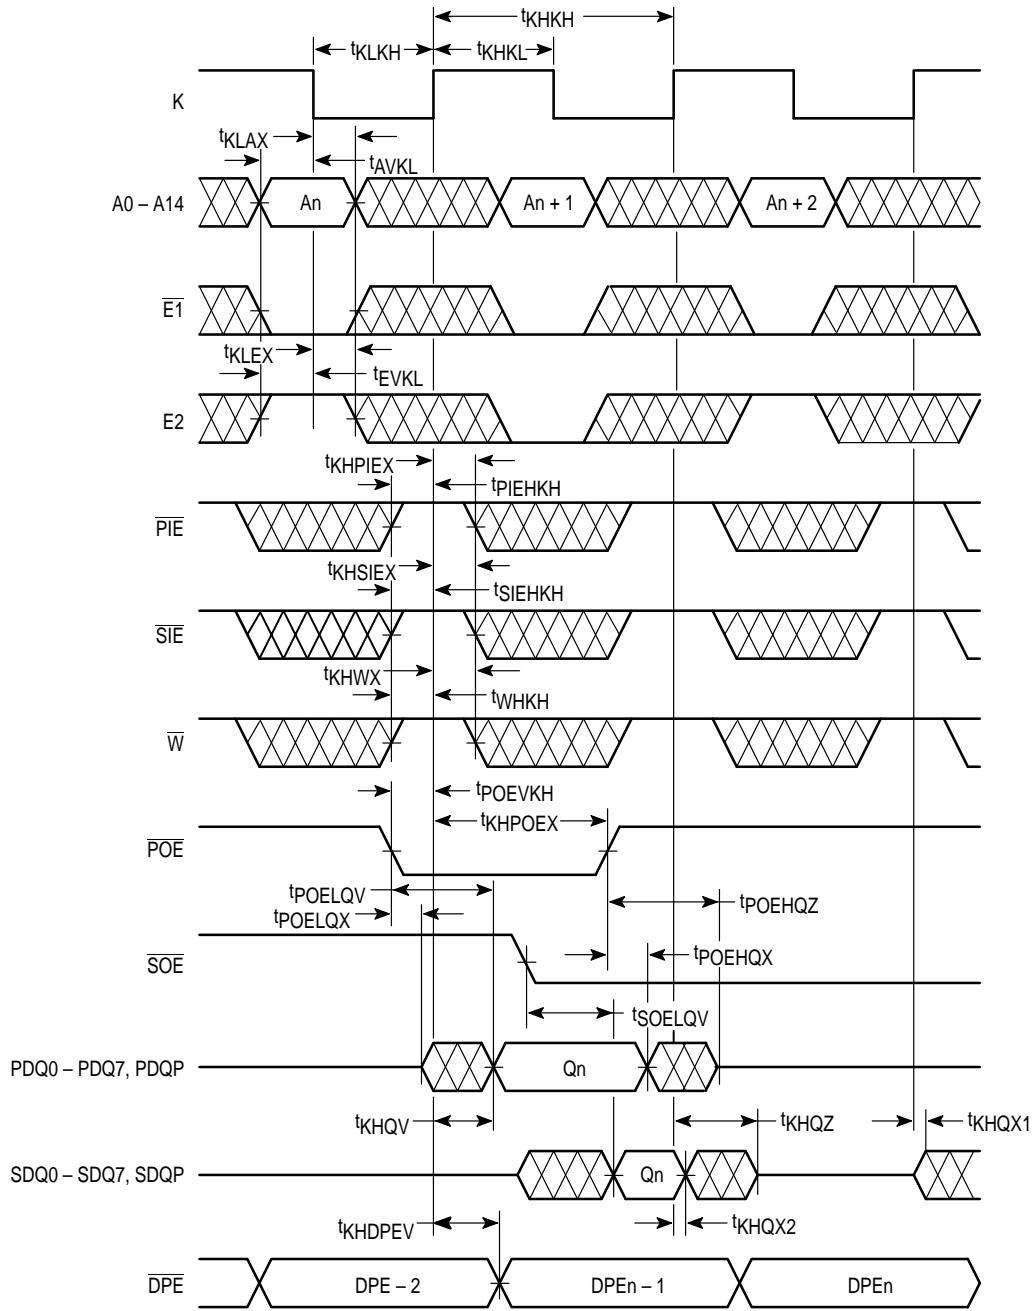 tKHKH
tKLKH
tKHKL
K
tKLAX
tAVKL
A0 – A14
An
An + 1
An + 2
E1
tKLEX
tEVKL
E2
tKHPIEX
tPIEHKH
PIE
tKHSIEX
tSIEHKH
SIE
tKHWX
tWHKH
W
tPOEVKH
tKHPOEX
POE
tPOELQV
tPOELQX
tPOEHQZ
tPOEHQX
SOE
tSOELQV
PDQ0 – PDQ7, PDQP
Qn
tKHQV
tKHQZ
tKHQX1
SDQ0 – SDQ7, SDQP
Qn
tKHDPEV
tKHQX2
DPE
DPE – 2
DPEn – 1
DPEn